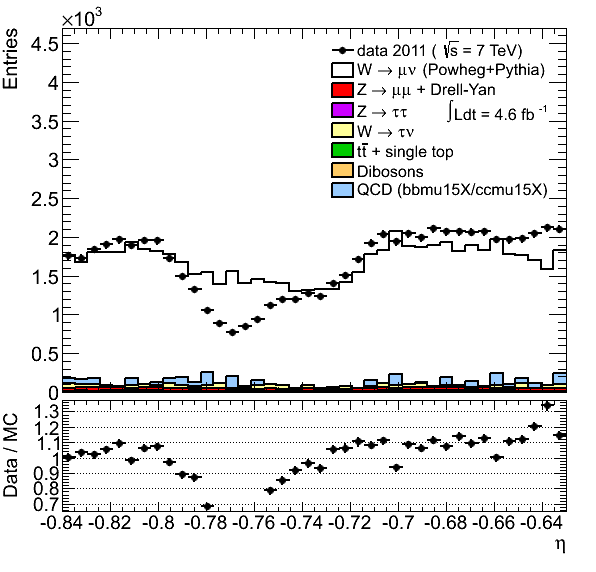 ×10³
Entries
4.5
4
3.5
3
2.5
2
1.5
1
0.5
0
data 2011 ( √s = 7 TeV)
W → μν (Powheg+Pythia)
Z → μμ + Drell-Yan
Z → ττ
∫Ldt = 4.6 fb⁻¹
W → τν
tt̄ + single top
Dibosons
QCD (bbmu15X/ccmu15X)
Data / MC
1.3
1.2
1.1
1
0.9
0.8
0.7
-0.84 -0.82 -0.8 -0.78 -0.76 -0.74 -0.72 -0.7 -0.68 -0.66 -0.64
η